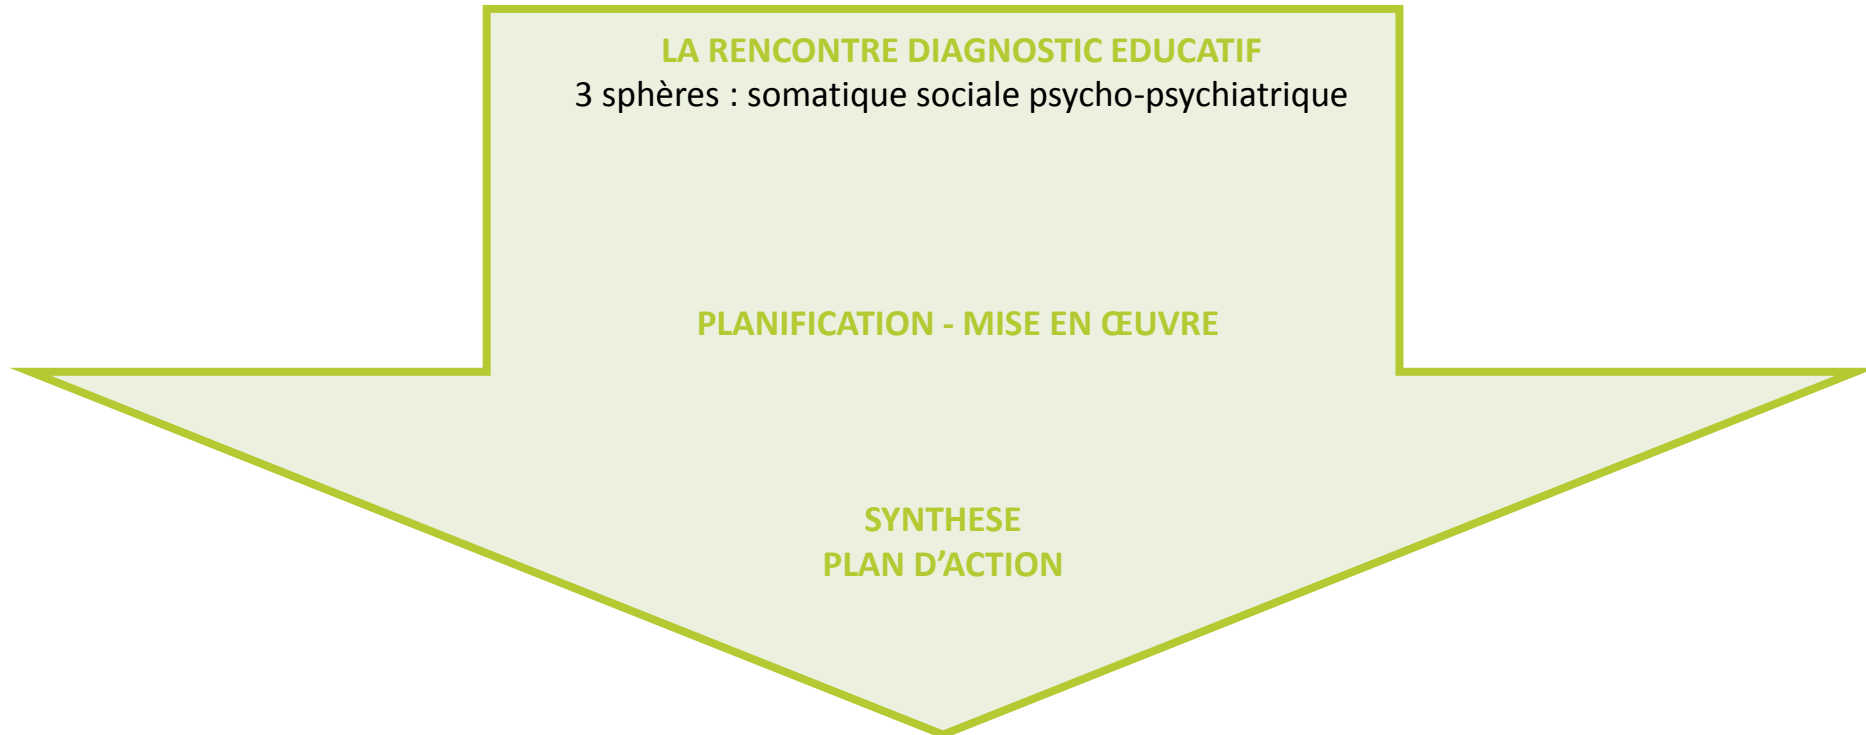 LA RENCONTRE DIAGNOSTIC EDUCATIF
3 sphères : somatique sociale psycho-psychiatrique
PLANIFICATION - MISE EN ŒUVRE
SYNTHESE
PLAN D’ACTION